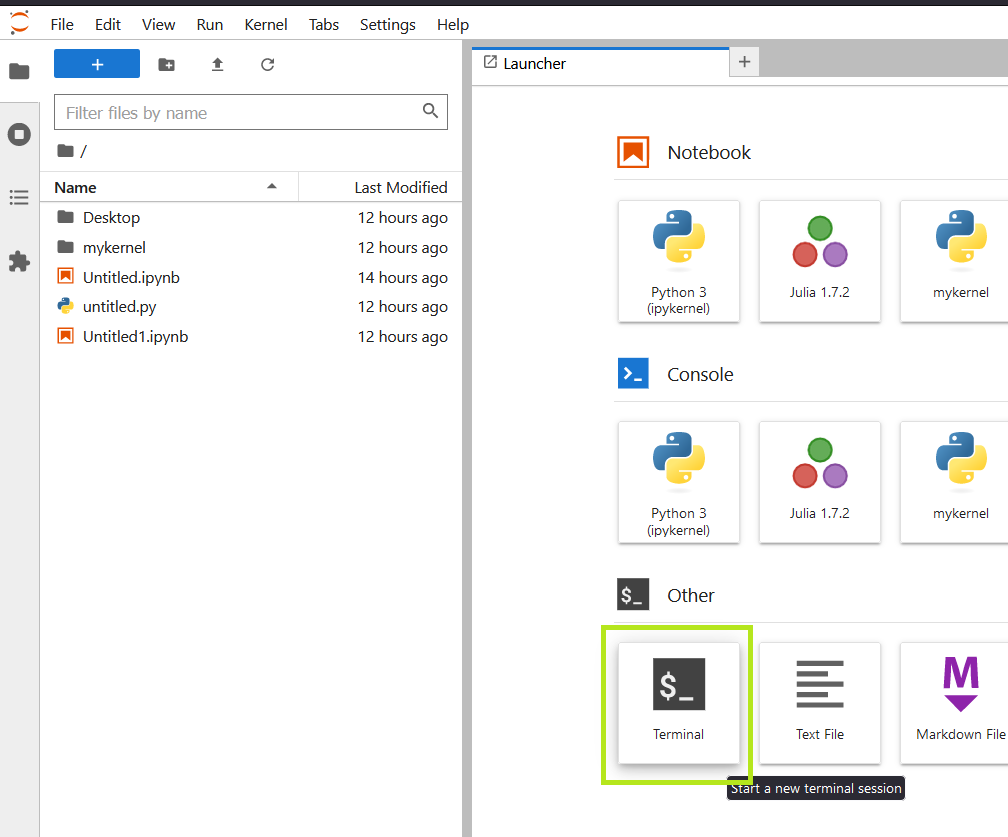 File Edit View Run Kernel Tabs Settings Help
+
Filter files by name
/
Name Last Modified
Desktop 12 hours ago
mykernel 12 hours ago
Untitled.ipynb 14 hours ago
untitled.py 12 hours ago
Untitled1.ipynb 12 hours ago
Launcher +
Notebook
Python 3
(ipykernel)
Julia 1.7.2
mykernel
Console
Python 3
(ipykernel)
Julia 1.7.2
mykernel
$_ Other
$_
Terminal
Text File
M
Markdown File
Start a new terminal session